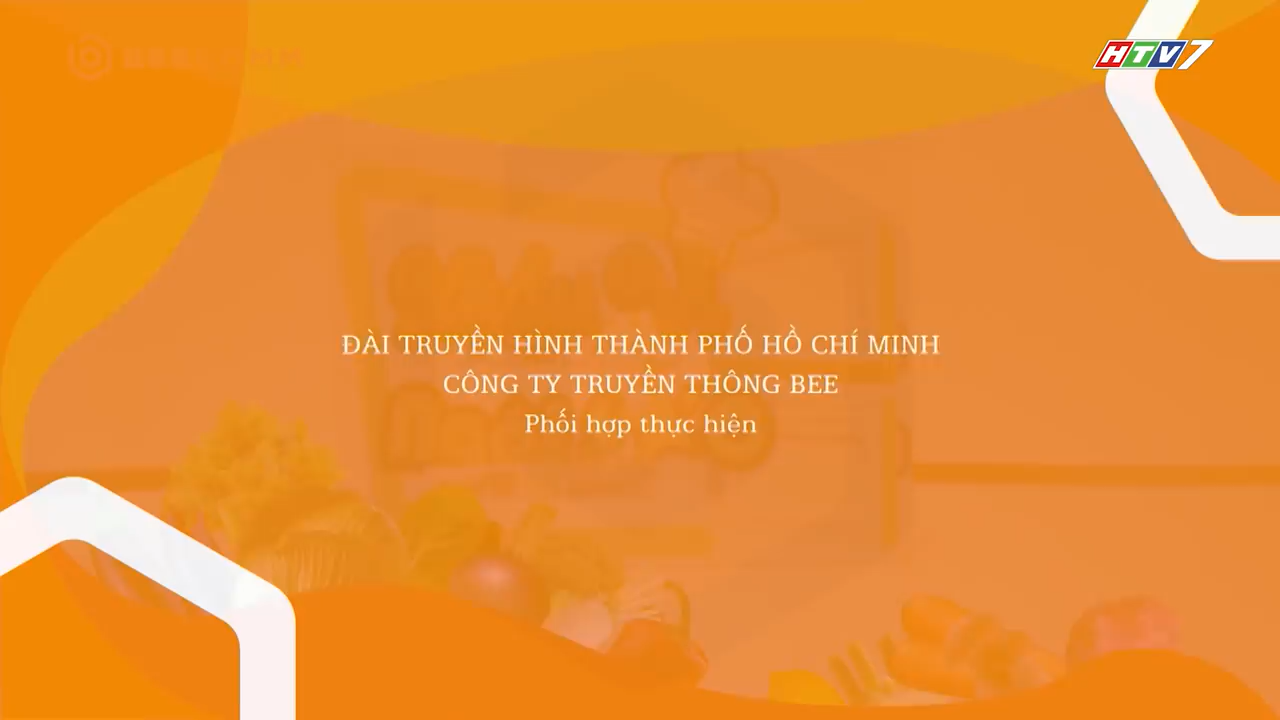 HTV7
ĐÀI TRUYỀN HÌNH THÀNH PHỐ HỒ CHÍ MINH
CÔNG TY TRUYỀN THÔNG BEE
Phối hợp thực hiện